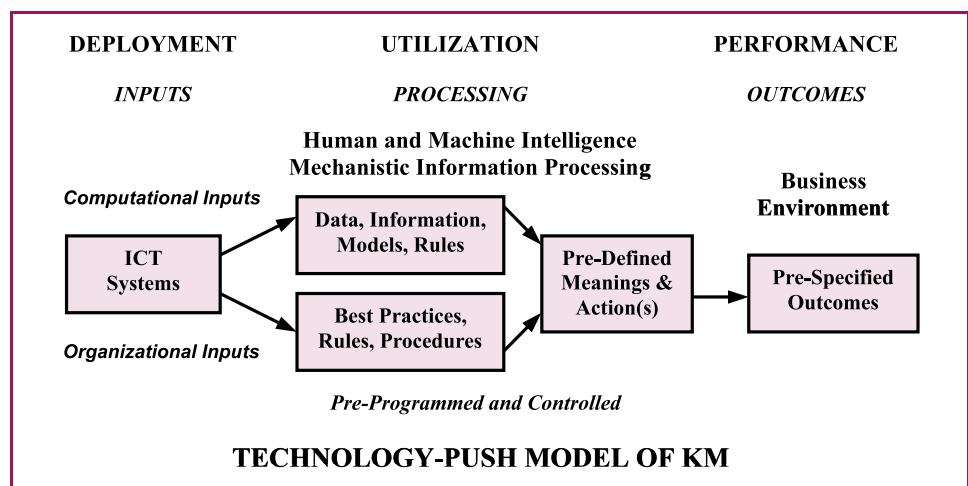 DEPLOYMENT
UTILIZATION
PERFORMANCE
INPUTS
PROCESSING
OUTCOMES
Human and Machine Intelligence
Mechanistic Information Processing
Business
Environment
Computational Inputs
Data, Information,
Models, Rules
ICT
Systems
Pre-Defined
Meanings &
Action(s)
Pre-Specified
Outcomes
Best Practices,
Rules, Procedures
Organizational Inputs
Pre-Programmed and Controlled
TECHNOLOGY-PUSH MODEL OF KM